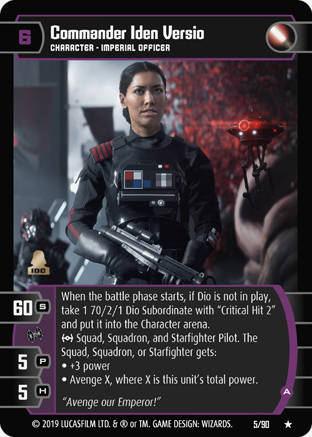 6
Commander Iden Versio
CHARACTER - IMPERIAL OFFICER
IDC
60 S
5 P
5 H
When the battle phase starts, if Dio is not in play,
take 1 70/2/1 Dio Subordinate with “Critical Hit 2”
and put it into the Character arena.
Squad, Squadron, and Starfighter Pilot. The
Squad, Squadron, or Starfighter gets:
• +3 power
• Avenge X, where X is this unit's total power.
“Avenge our Emperor!”
A
© 2019 LUCASFILM LTD. & ® or TM. GAME DESIGN: WIZARDS. 5/90 ★